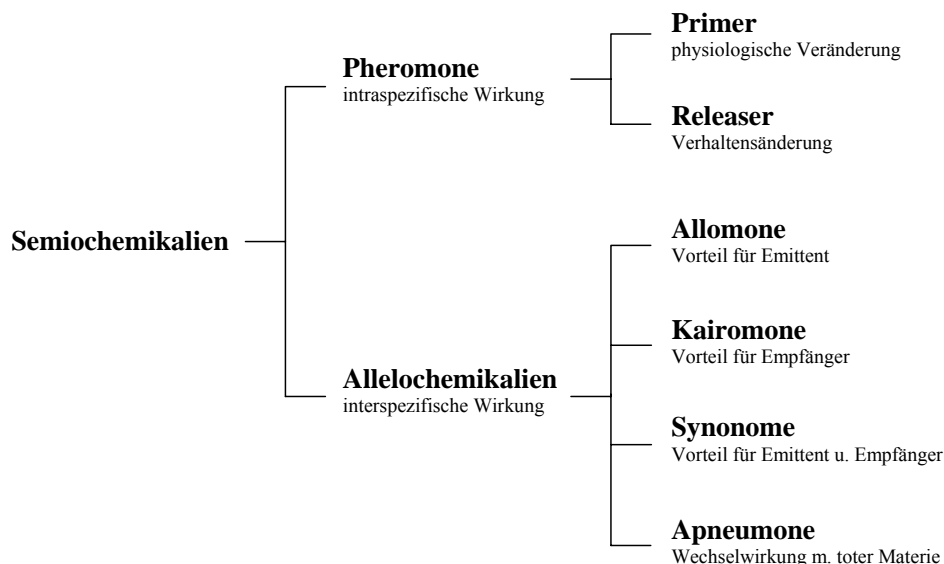 Semiochemikalien
Pheromone
intraspezifische Wirkung
Primer
physiologische Veränderung
Releaser
Verhaltensänderung
Allelochemikalien
interspezifische Wirkung
Allomone
Vorteil für Emittent
Kairomone
Vorteil für Empfänger
Synonome
Vorteil für Emittent u. Empfänger
Apneumone
Wechselwirkung m. toter Materie